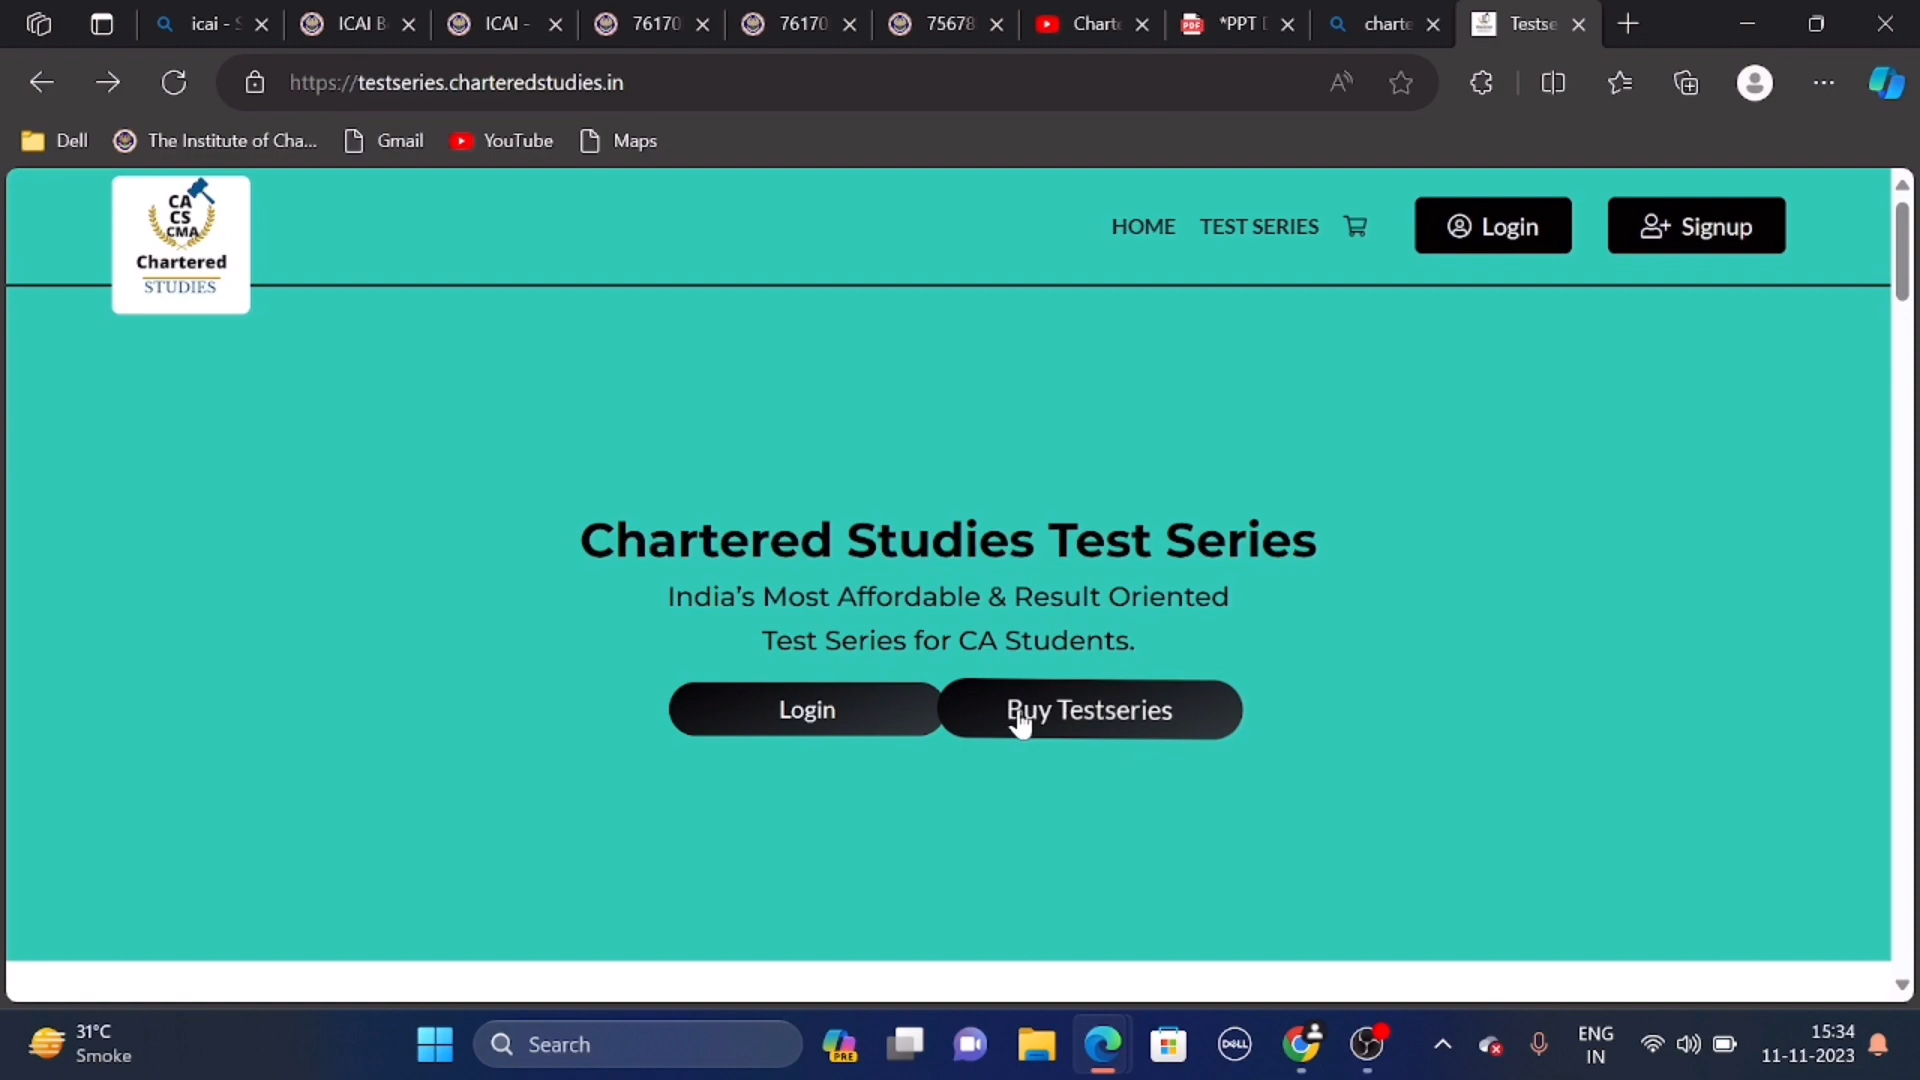 icai - S
ICAI B
ICAI -
76170
76170
75678
Charte
*PPT
charte
Testse
https://testseries.charteredstudies.in
Dell
The Institute of Cha...
Gmail
YouTube
Maps
CA
CS
CMA
Chartered
STUDIES
HOME
TEST SERIES
Login
Signup
Chartered Studies Test Series
India's Most Affordable & Result Oriented
Test Series for CA Students.
Login
Buy Testseries
31°C
Smoke
Search
PRE
DELL
ENG
IN
15:34
11-11-2023